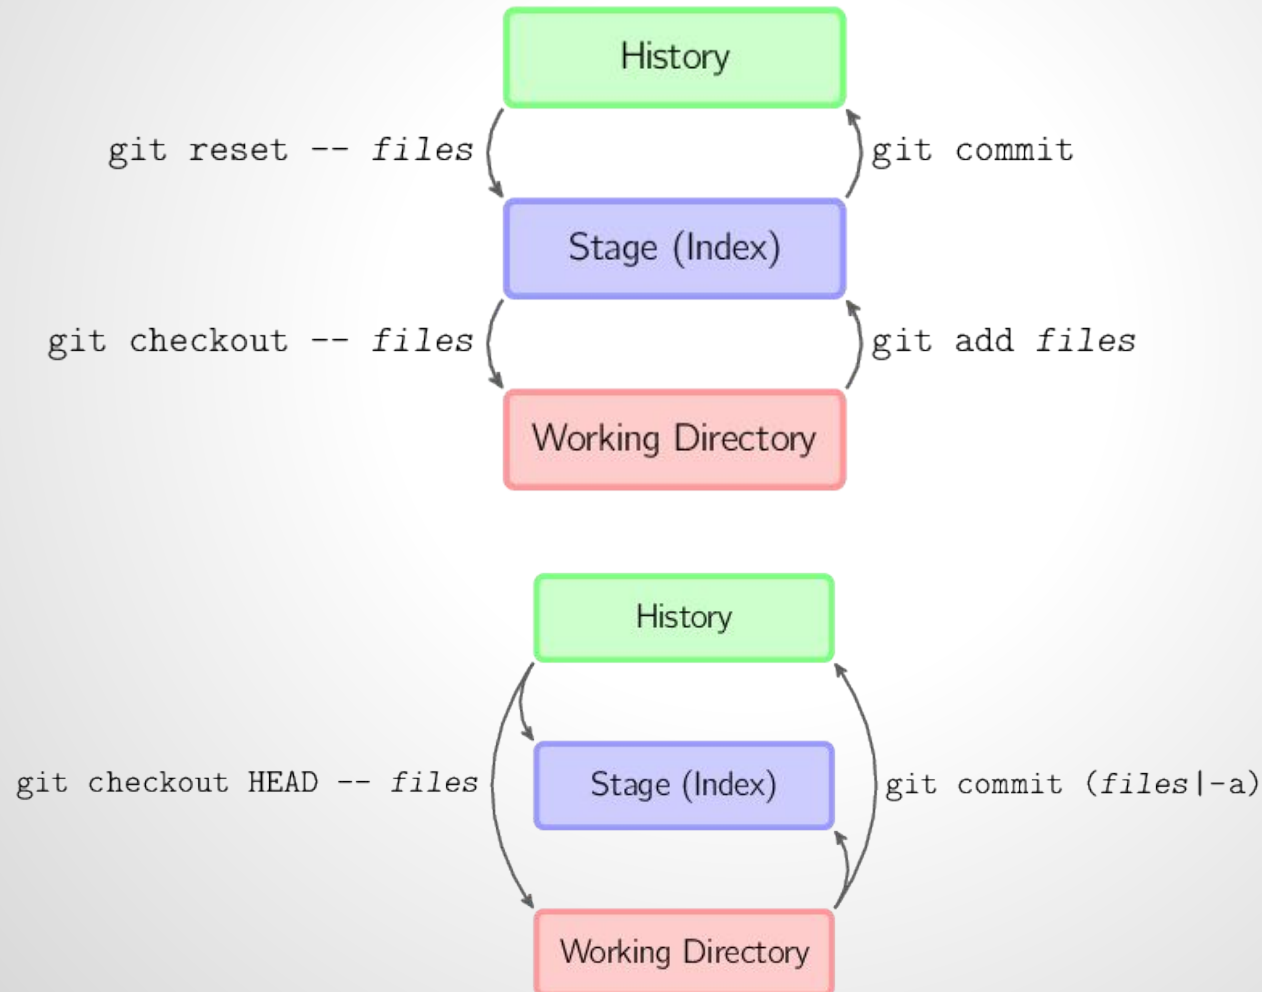 History
git reset -- files
git commit
Stage (Index)
git checkout -- files
git add files
Working Directory
History
git checkout HEAD -- files
Stage (Index)
git commit (files|-a)
Working Directory